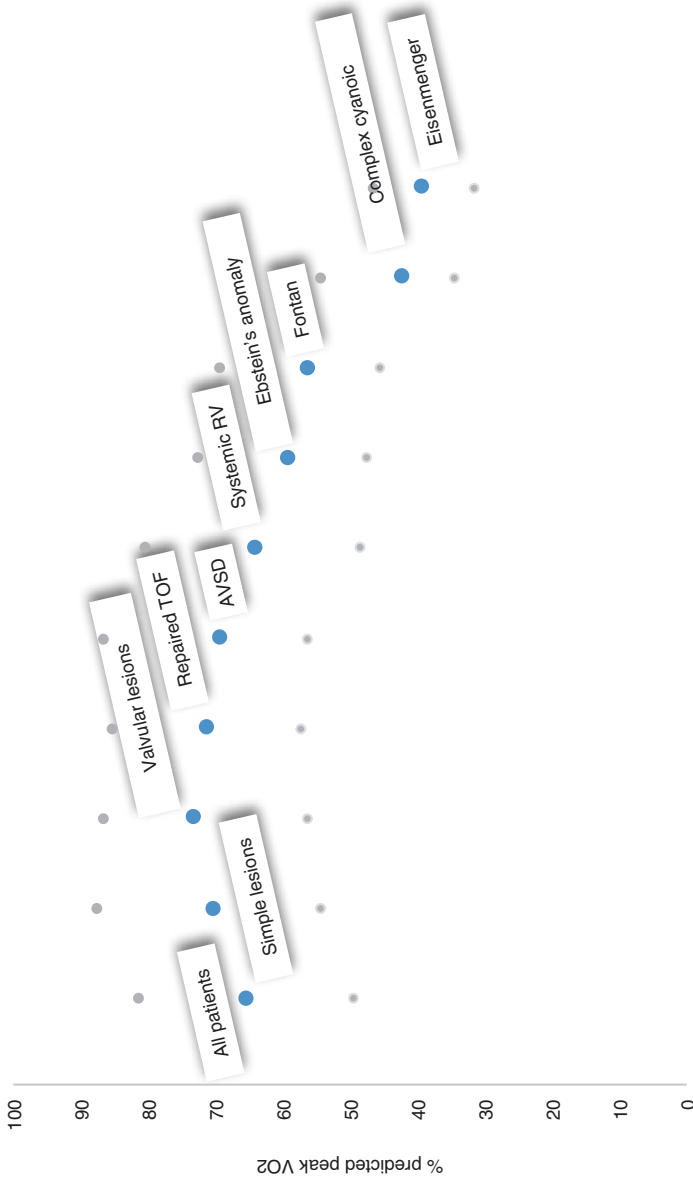 % predicted peak VO2
100
90
80
70
60
50
40
30
20
10
0
All patients
Simple lesions
Valvular lesions
Repaired TOF
AVSD
Systemic RV
Ebstein's anomaly
Fontan
Complex cyanoic
Eisenmenger